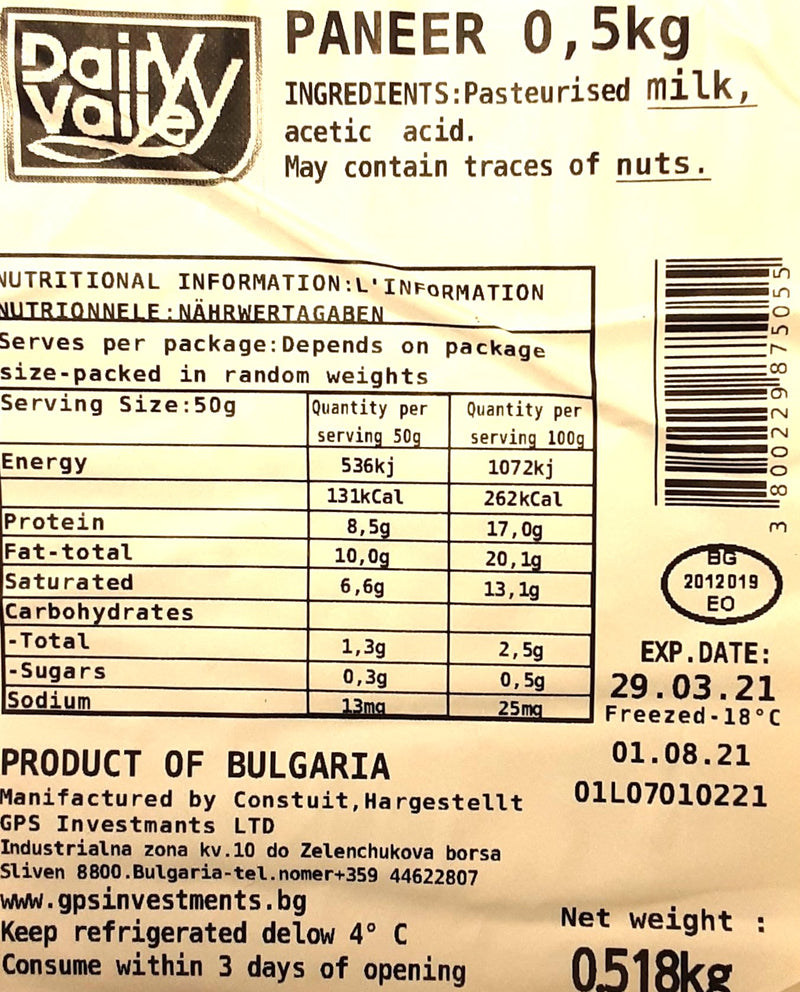 Dairy
Valley
PANEER 0,5kg
INGREDIENTS:Pasteurised milk,
acetic acid.
May contain traces of nuts.
NUTRITIONAL INFORMATION:L'INFORMATION
NUTRIONNELE:NÄHRWERTAGABEN
Serves per package:Depends on package
size-packed in random weights
Serving Size:50g
Quantity per
serving 50g
Quantity per
serving 100g
Energy 536kj 1072kj
131kCal 262kCal
Protein 8,5g 17,0g
Fat-total 10,0g 20,1g
Saturated 6,6g 13,1g
Carbohydrates
-Total 1,3g 2,5g
-Sugars 0,3g 0,5g
Sodium 13mg 25mg
3 800229 875055
BG
2012019
EO
EXP.DATE:
29.03.21
Freezed-18°C
01.08.21
01L07010221
PRODUCT OF BULGARIA
Manifactured by Constuit,Hargestellt
GPS Investmants LTD
Industrialna zona kv.10 do Zelenchukova borsa
Sliven 8800.Bulgaria-tel.nomer+359 44622807
www.gpsinvestments.bg
Keep refrigerated delow 4° C
Consume within 3 days of opening
Net weight :
0.518kg